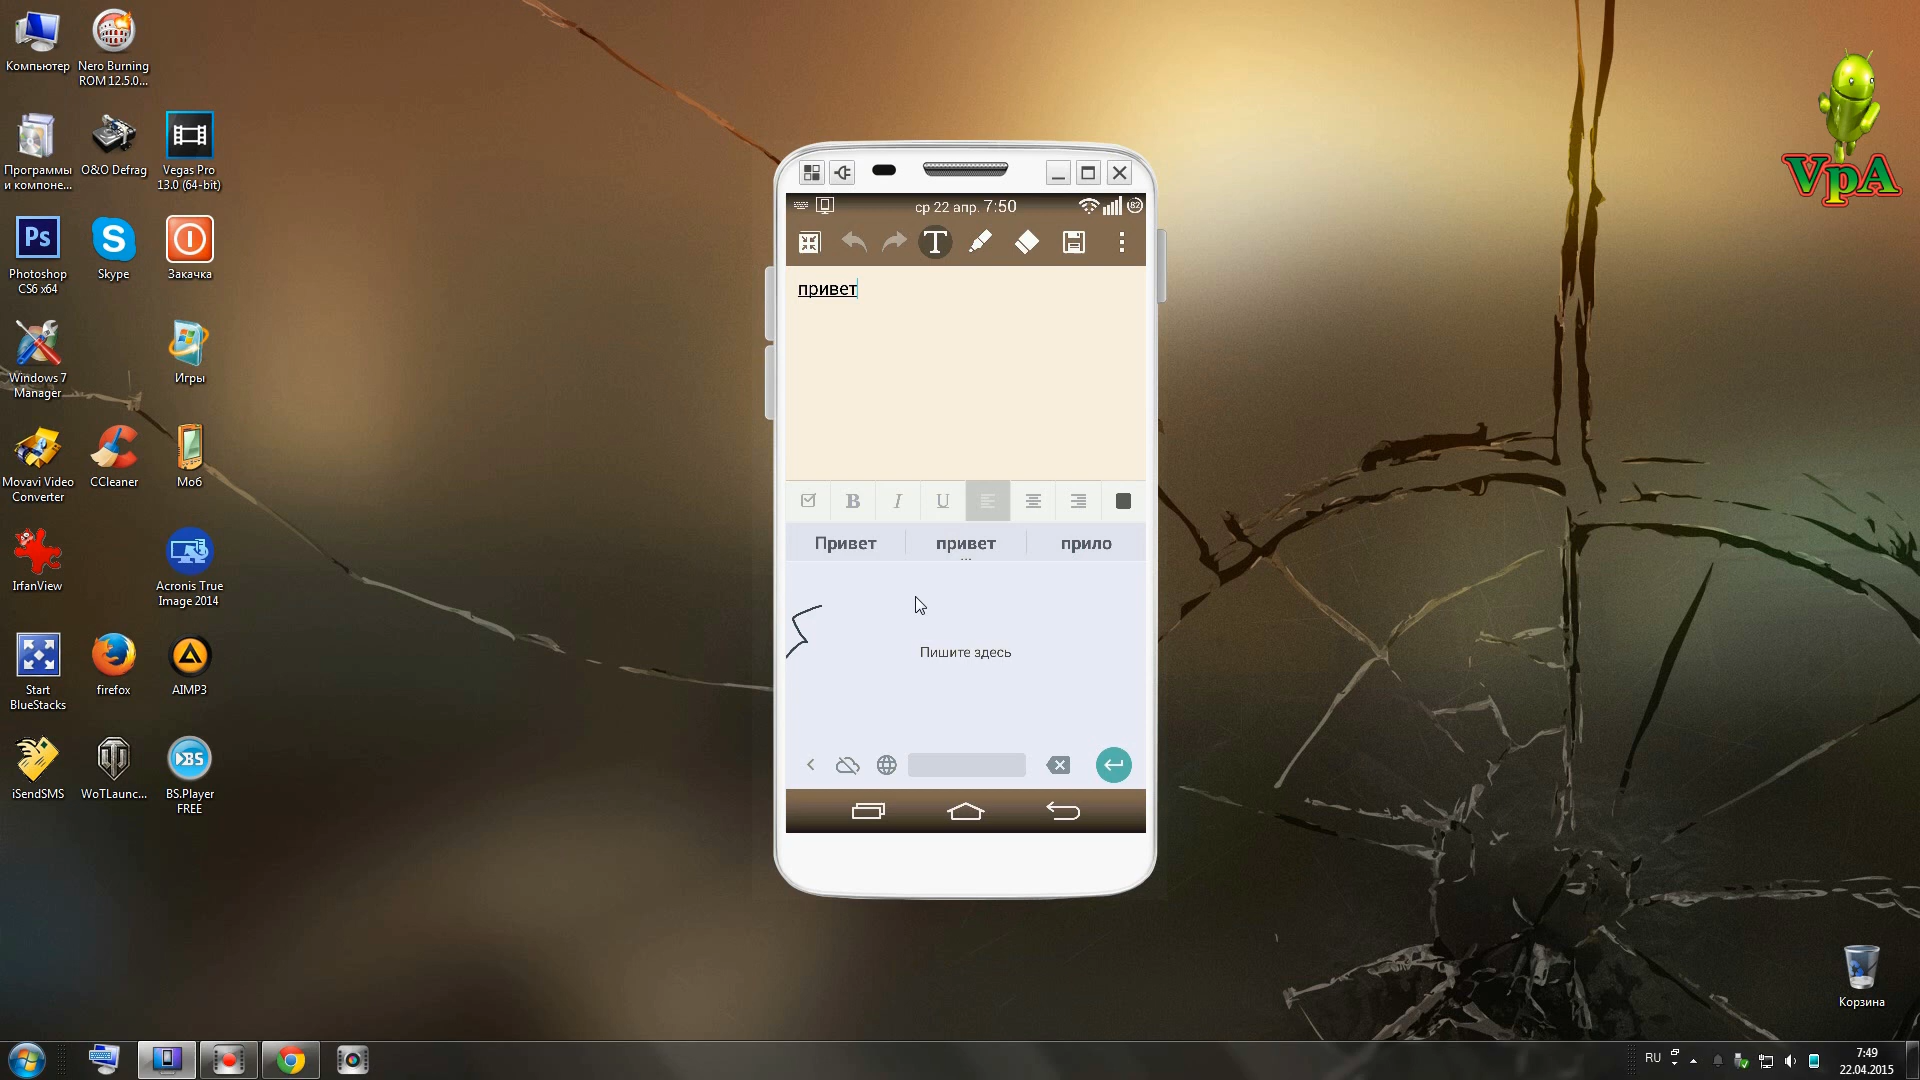 Компьютер
Nero Burning
ROM 12.5.0...
Программы
и компоне...
O&O Defrag
Vegas Pro
13.0 (64-bit)
Ps
Photoshop
CS6 x64
Skype
Закачка
Windows 7
Manager
Игры
Movavi Video
Converter
CCleaner
Моб
IrfanView
Acronis True
Image 2014
Start
BlueStacks
firefox
AIMP3
iSendSMS
WoTLaunc...
BS.Player
FREE
ср 22 апр. 7:50
82
T
привет
B I U
Привет привет прило
...
Пишите здесь
VpA
Корзина
RU
7:49
22.04.2015